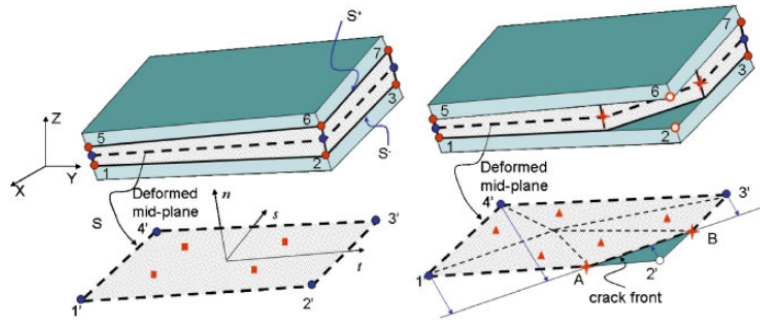 S+
7
5
6
3
1
2
S-
Z
Y
X
Deformed
mid-plane
S
n
s
t
4'
3'
1'
2'
7
5
6
3
1
2
Deformed
mid-plane
4'
3'
1'
A
B
2'
crack front